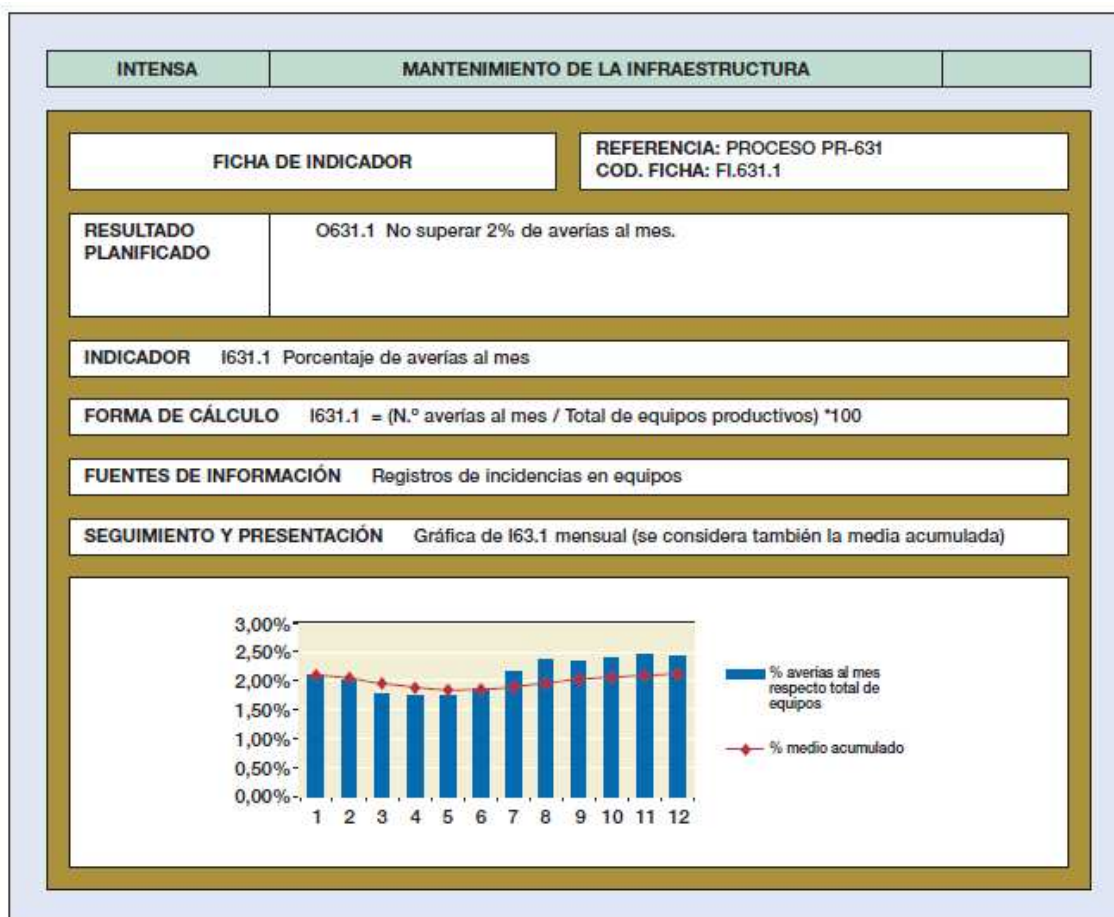 INTENSA
MANTENIMIENTO DE LA INFRAESTRUCTURA
FICHA DE INDICADOR
REFERENCIA: PROCESO PR-631
COD. FICHA: FI.631.1
RESULTADO
PLANIFICADO
O631.1 No superar 2% de averías al mes.
INDICADOR I631.1 Porcentaje de averías al mes
FORMA DE CÁLCULO I631.1 = (N.º averías al mes / Total de equipos productivos) *100
FUENTES DE INFORMACIÓN Registros de incidencias en equipos
SEGUIMIENTO Y PRESENTACIÓN Gráfica de I63.1 mensual (se considera también la media acumulada)
3,00%
2,50%
2,00%
1,50%
1,00%
0,50%
0,00%
1 2 3 4 5 6 7 8 9 10 11 12
% averías al mes
respecto total de
equipos
% medio acumulado